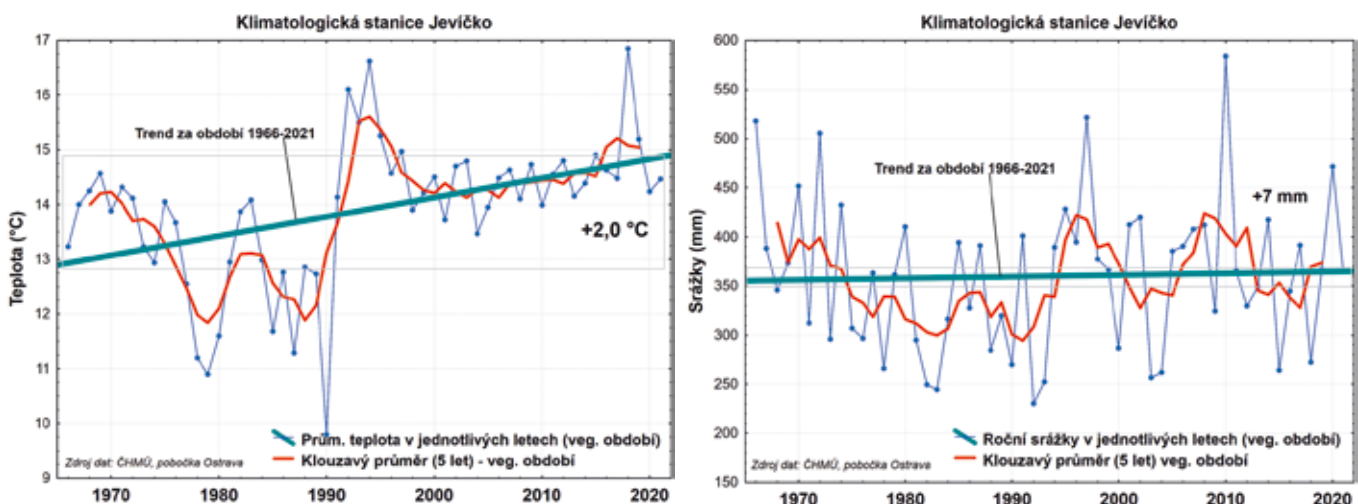 Klimatologická stanice Jevíčko
17
16
15
14
13
12
11
10
9
Teplota (°C)
Trend za období 1966-2021
+2,0 °C
Prům. teplota v jednotlivých letech (veg. období)
Klouzavý průměr (5 let) - veg. období
Zdroj dat: ČHMÚ, pobočka Ostrava
1970 1980 1990 2000 2010 2020
Klimatologická stanice Jevíčko
600
550
500
450
400
350
300
250
200
150
Srážky (mm)
Trend za období 1966-2021
+7 mm
Roční srážky v jednotlivých letech (veg. období)
Klouzavý průměr (5 let) veg. období
Zdroj dat: ČHMÚ, pobočka Ostrava
1970 1980 1990 2000 2010 2020